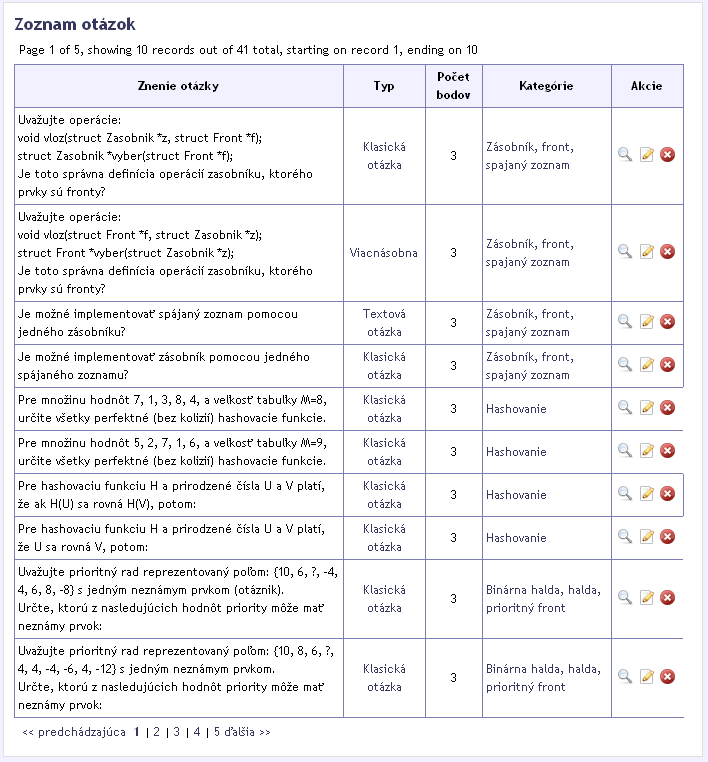 Zoznam otázok
Page 1 of 5, showing 10 records out of 41 total, starting on record 1, ending on 10
Znenie otázky
Typ
Počet
bodov
Kategórie
Akcie
Uvažujte operácie:
void vloz(struct Zasobnik *z, struct Front *f);
struct Zasobnik *vyber(struct Front *f);
Je toto správna definícia operácií zasobníku, ktorého
prvky sú fronty?
Klasická
otázka
3
Zásobník, front,
spajaný zoznam
Uvažujte operácie:
void vloz(struct Front *f, struct Zasobnik *z);
struct Front *vyber(struct Zasobnik *z);
Je toto správna definícia operácií zasobníku, ktorého
prvky sú fronty?
Viacnásobna
3
Zásobník, front,
spajaný zoznam
Je možné implementovať spájaný zoznam pomocou
jedného zásobníku?
Textová
otázka
3
Zásobník, front,
spajaný zoznam
Je možné implementovať zásobník pomocou jedného
spájaného zoznamu?
Klasická
otázka
3
Zásobník, front,
spajaný zoznam
Pre množinu hodnôt 7, 1, 3, 8, 4, a veľkosť tabuľky M=8,
určite všetky perfektné (bez kolizií) hashovacie funkcie.
Klasická
otázka
3
Hashovanie
Pre množinu hodnôt 5, 2, 7, 1, 6, a veľkosť tabuľky M=9,
určite všetky perfektné (bez kolizií) hashovacie funkcie.
Klasická
otázka
3
Hashovanie
Pre hashovaciu funkciu H a prirodzené čísla U a V platí,
že ak H(U) sa rovná H(V), potom:
Klasická
otázka
3
Hashovanie
Pre hashovaciu funkciu H a prirodzené čísla U a V platí,
že U sa rovná V, potom:
Klasická
otázka
3
Hashovanie
Uvažujte prioritný rad reprezentovaný poľom: {10, 6, ?, -4,
4, 6, 8, -8} s jedným neznámym prvkom (otáznik).
Určte, ktorú z nasledujúcich hodnôt priority môže mať
neznámy prvok:
Klasická
otázka
3
Binárna halda, halda,
prioritný front
Uvažujte prioritný rad reprezentovaný poľom: {10, 8, 6, ?,
4, 4, -4, -6, 4, -12} s jedným neznámym prvkom.
Určte, ktorú z nasledujúcich hodnôt priority môže mať
neznámy prvok:
Klasická
otázka
3
Binárna halda, halda,
prioritný front
<< predchádzajúca 1 | 2 | 3 | 4 | 5 ďalšia >>